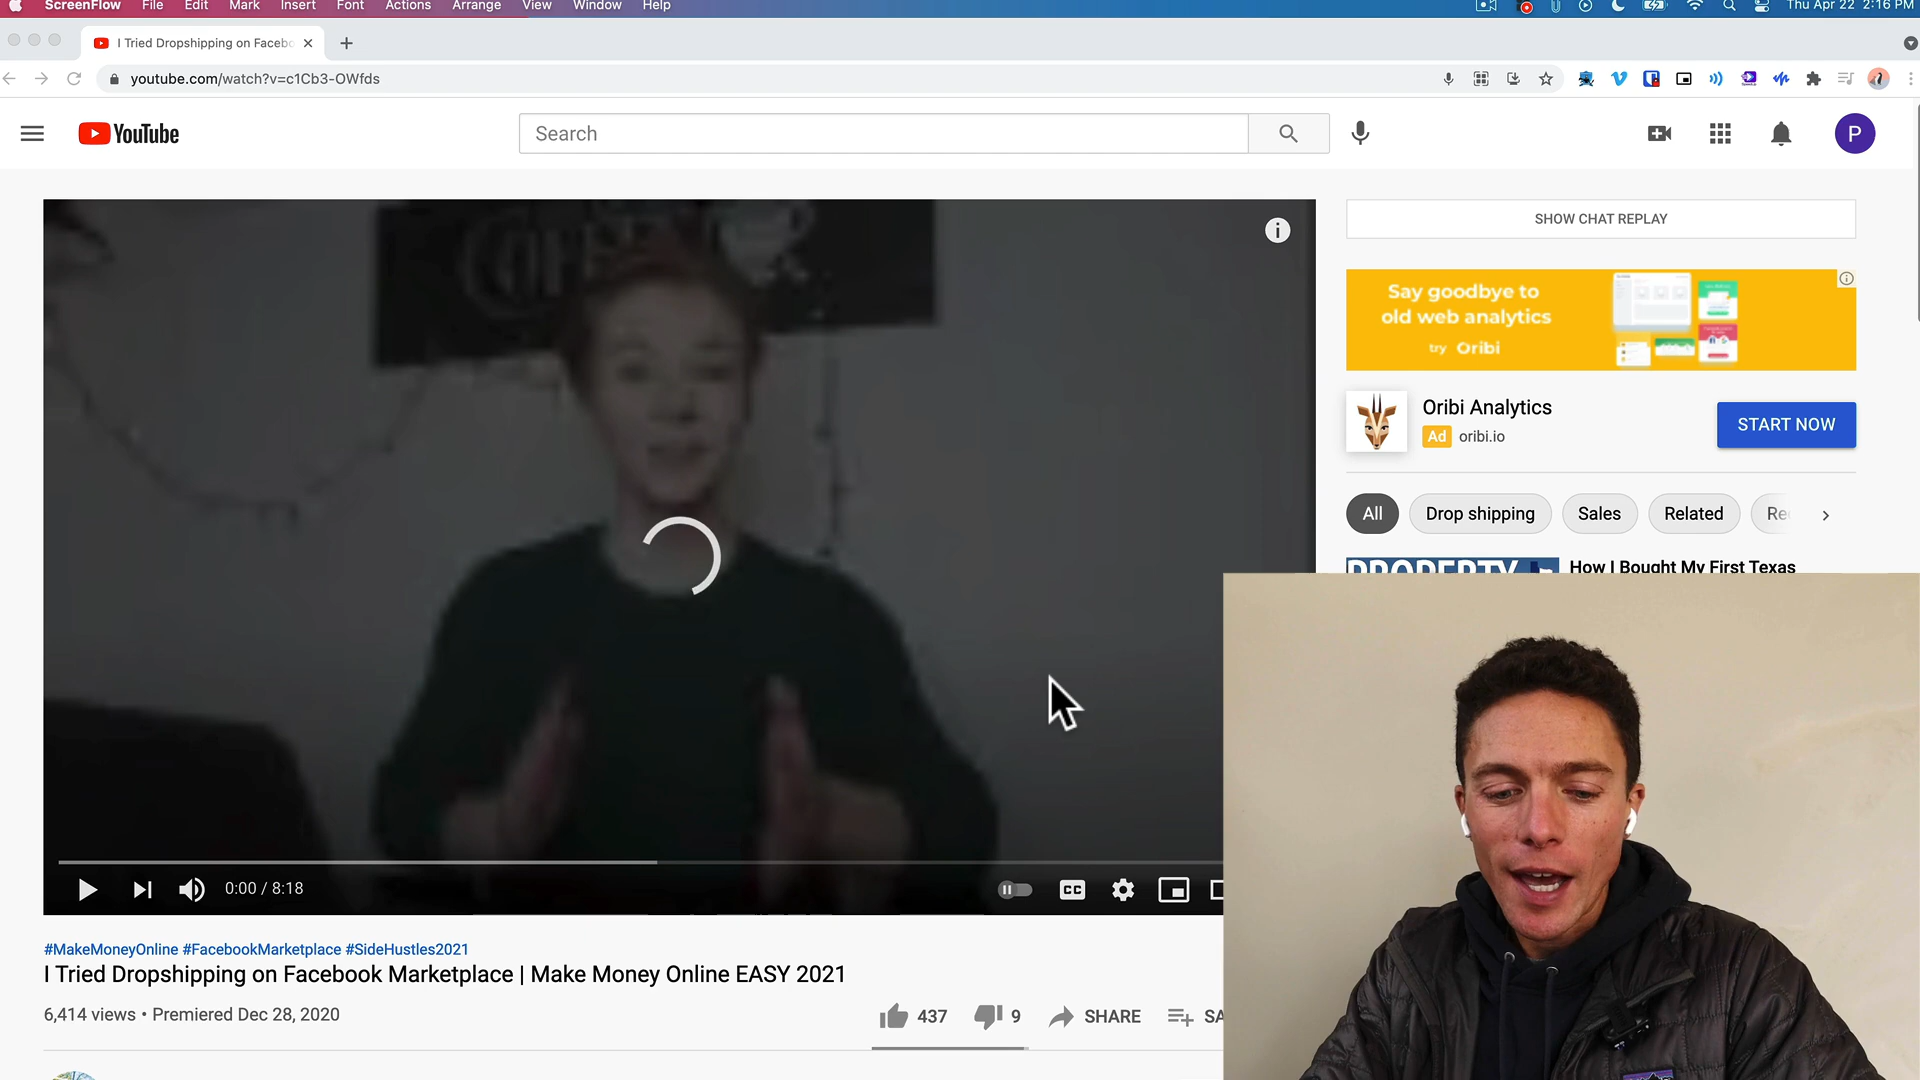 ScreenFlow File Edit Mark Insert Font Actions Arrange View Window Help
Thu Apr 22 2:16 PM
I Tried Dropshipping on Facebo
youtube.com/watch?v=c1Cb3-OWfds
YouTube
Search
P
SHOW CHAT REPLAY
Say goodbye to
old web analytics
try Oribi
Oribi Analytics
Ad oribi.io
START NOW
All Drop shipping Sales Related Re
PROPERTY
How I Bought My First Texas
0:00 / 8:18
CC
#MakeMoneyOnline #FacebookMarketplace #SideHustles2021
I Tried Dropshipping on Facebook Marketplace | Make Money Online EASY 2021
6,414 views • Premiered Dec 28, 2020
437 9 SHARE SA